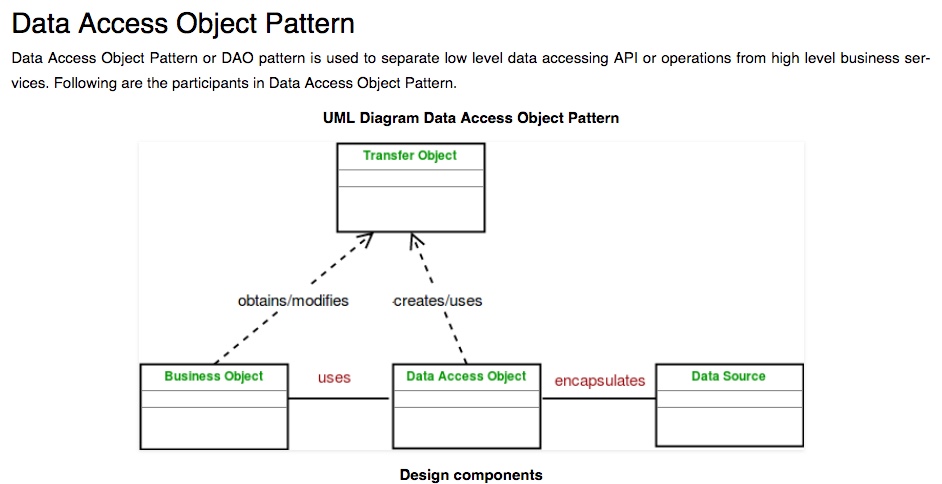 Data Access Object Pattern
Data Access Object Pattern or DAO pattern is used to separate low level data accessing API or operations from high level business ser-
vices. Following are the participants in Data Access Object Pattern.
UML Diagram Data Access Object Pattern
Transfer Object
obtains/modifies
creates/uses
Business Object
uses
Data Access Object
encapsulates
Data Source
Design components